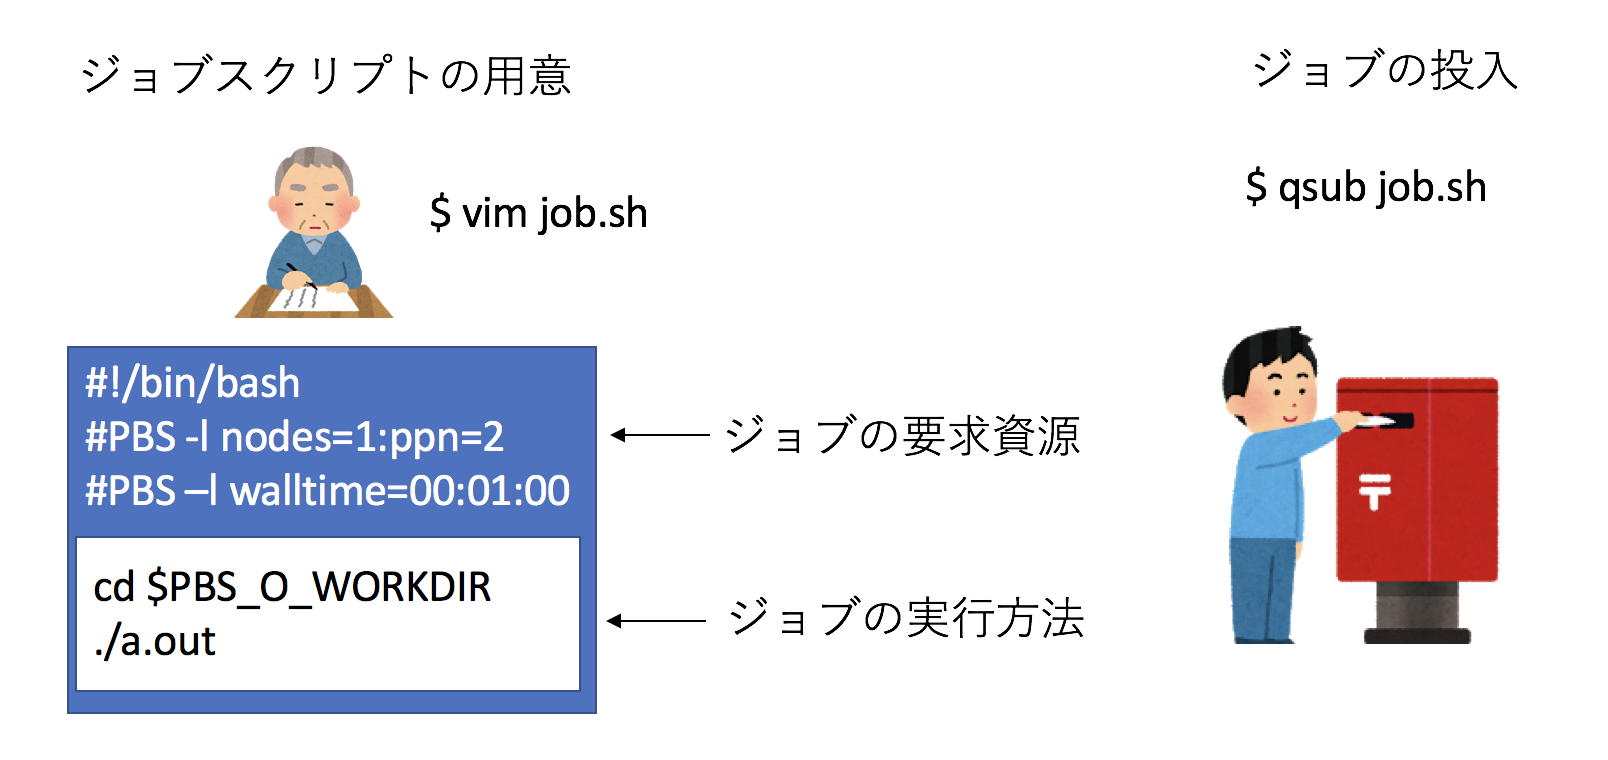 ジョブスクリプトの用意
$ vim job.sh
#!/bin/bash
#PBS -l nodes=1:ppn=2
#PBS –l walltime=00:01:00
cd $PBS_O_WORKDIR
./a.out
ジョブの要求資源
ジョブの実行方法
ジョブの投入
$ qsub job.sh
〒